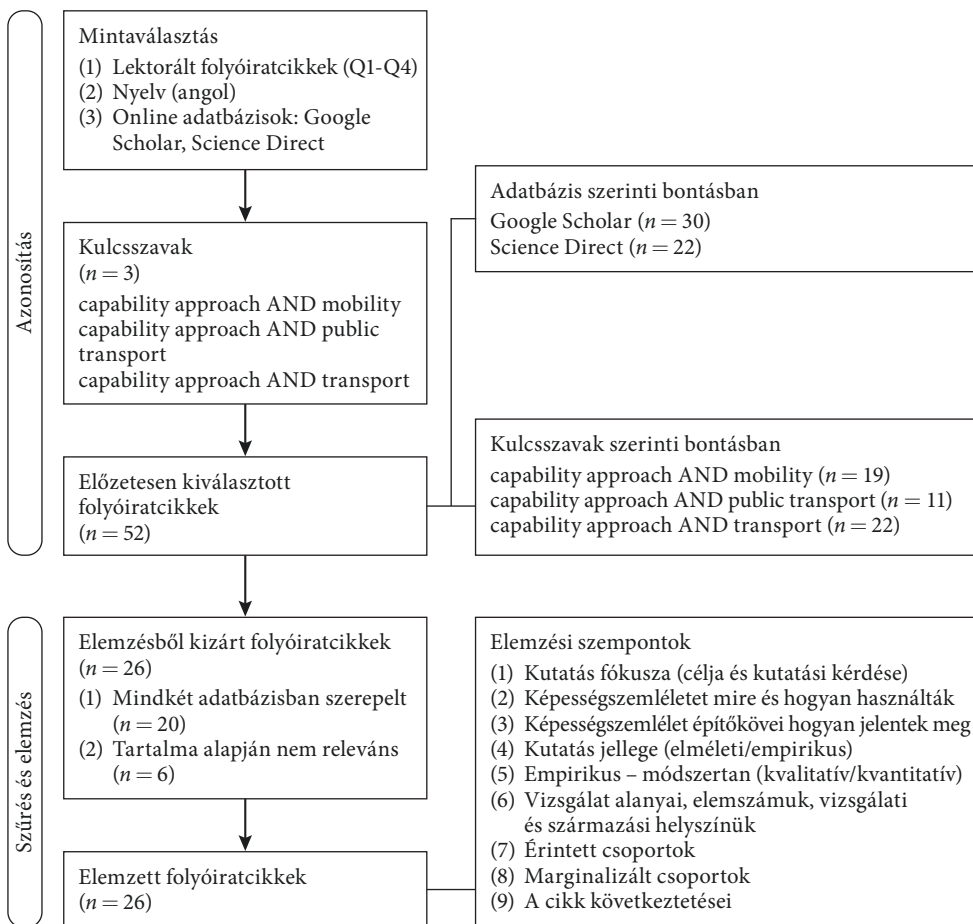 Azonosítás
Mintaválasztás
(1) Lektorált folyóiratcikkek (Q1-Q4)
(2) Nyelv (angol)
(3) Online adatbázisok: Google
Scholar, Science Direct
Kulcsszavak
(n = 3)
capability approach AND mobility
capability approach AND public
transport
capability approach AND transport
Előzetesen kiválasztott
folyóiratcikkek
(n = 52)
Adatbázis szerinti bontásban
Google Scholar (n = 30)
Science Direct (n = 22)
Kulcsszavak szerinti bontásban
capability approach AND mobility (n = 19)
capability approach AND public transport (n = 11)
capability approach AND transport (n = 22)
Szűrés és elemzés
Elemzésből kizárt folyóiratcikkek
(n = 26)
(1) Mindkét adatbázisban szerepelt
(n = 20)
(2) Tartalma alapján nem releváns
(n = 6)
Elemzett folyóiratcikkek
(n = 26)
Elemzési szempontok
(1) Kutatás fókusza (célja és kutatási kérdése)
(2) Képességszemléletet mire és hogyan használták
(3) Képességszemlélet építőkövei hogyan jelentek meg
(4) Kutatás jellege (elméleti/empirikus)
(5) Empirikus – módszertan (kvalitatív/kvantitatív)
(6) Vizsgálat alanyai, elemszámuk, vizsgálati
és származási helyszínük
(7) Érintett csoportok
(8) Marginalizált csoportok
(9) A cikk következtetései